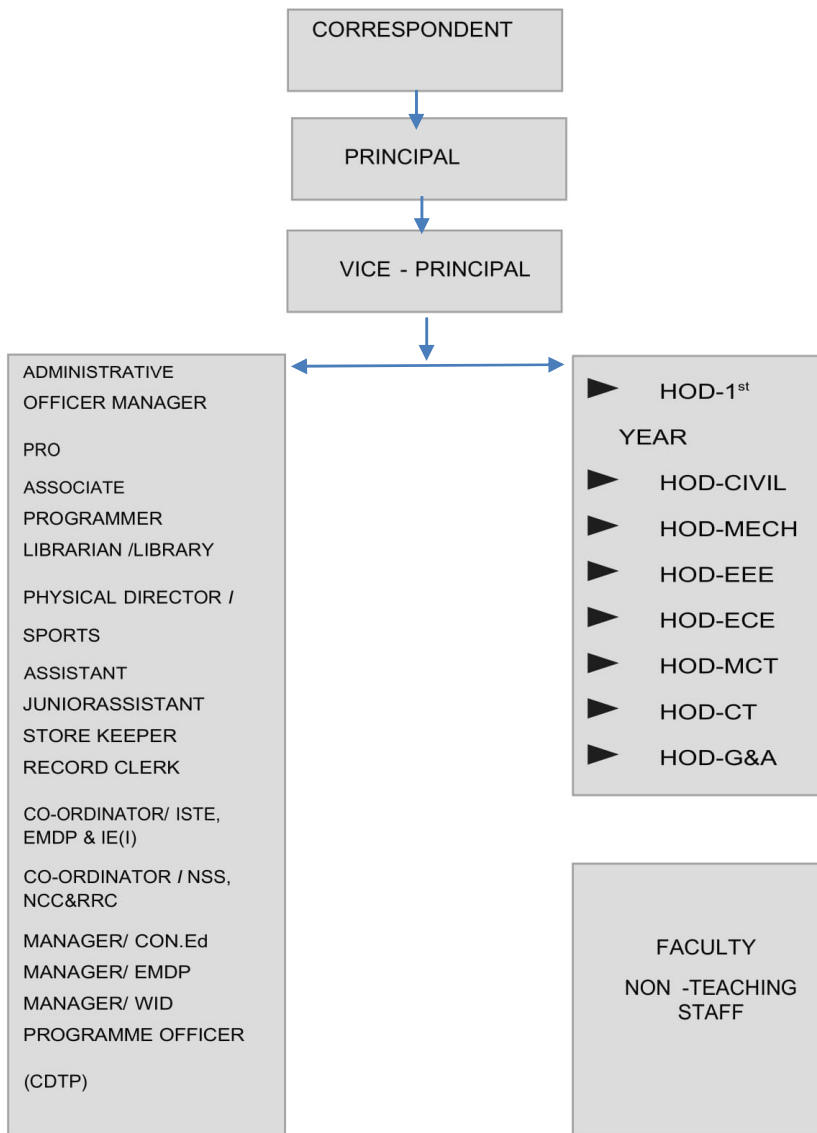 CORRESPONDENT
PRINCIPAL
VICE - PRINCIPAL
ADMINISTRATIVE
OFFICER MANAGER
PRO
ASSOCIATE
PROGRAMMER
LIBRARIAN /LIBRARY
PHYSICAL DIRECTOR /
SPORTS
ASSISTANT
JUNIORASSISTANT
STORE KEEPER
RECORD CLERK
CO-ORDINATOR/ ISTE,
EMDP & IE(I)
CO-ORDINATOR / NSS,
NCC&RRC
MANAGER/ CON.Ed
MANAGER/ EMDP
MANAGER/ WID
PROGRAMME OFFICER
(CDTP)
HOD-1st
YEAR
HOD-CIVIL
HOD-MECH
HOD-EEE
HOD-ECE
HOD-MCT
HOD-CT
HOD-G&A
FACULTY
NON -TEACHING
STAFF